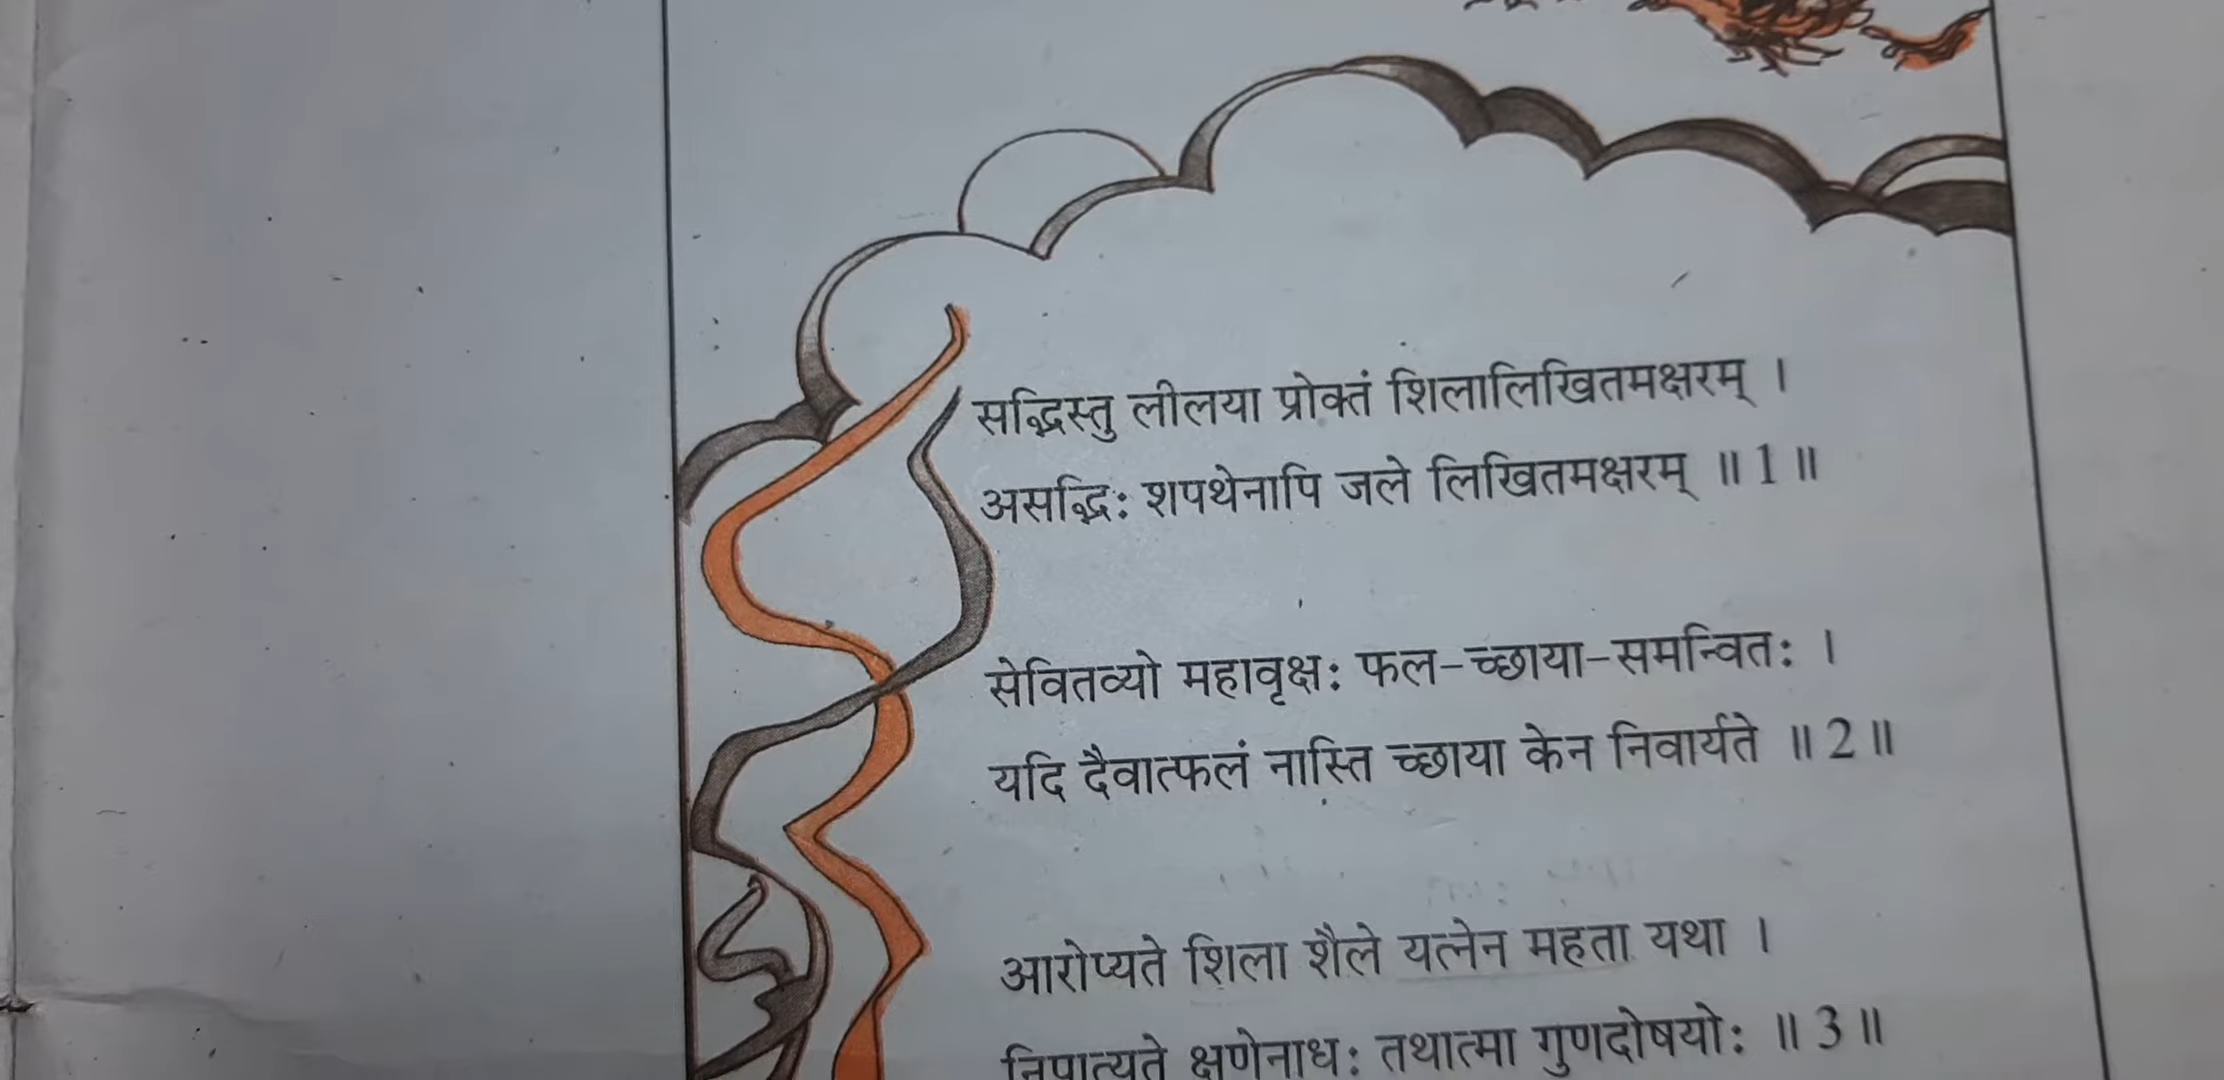 सद्भिस्तु लीलया प्रोक्तं शिलालिखितमक्षरम् ।
असद्भिः शपथेनापि जले लिखितमक्षरम् ॥ 1 ॥
सेवितव्यो महावृक्षः फल-च्छाया-समन्वितः ।
यदि दैवात्फलं नास्ति च्छाया केन निवार्यते ॥ 2 ॥
आरोप्यते शिला शैले यत्नेन महता यथा ।
निपात्यते क्षणेनाधः तथात्मा गुणदोषयोः ॥ 3 ॥